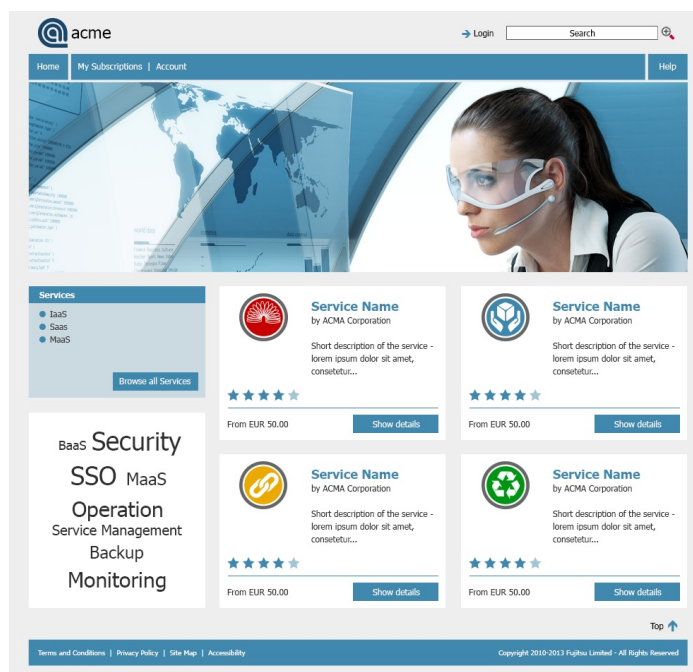 acme
Login
Search
Home
My Subscriptions | Account
Help
Services
IaaS
Saas
MaaS
Browse all Services
Service Name
by ACMA Corporation
Short description of the service -
lorem ipsum dolor sit amet,
consetetur...
From EUR 50.00
Show details
Service Name
by ACMA Corporation
Short description of the service -
lorem ipsum dolor sit amet,
consetetur...
From EUR 50.00
Show details
BaaS Security
SSO MaaS
Operation
Service Management
Backup
Monitoring
Service Name
by ACMA Corporation
Short description of the service -
lorem ipsum dolor sit amet,
consetetur...
From EUR 50.00
Show details
Service Name
by ACMA Corporation
Short description of the service -
lorem ipsum dolor sit amet,
consetetur...
From EUR 50.00
Show details
Top
Terms and Conditions | Privacy Policy | Site Map | Accessibility
Copyright 2010-2013 Fujitsu Limited - All Rights Reserved